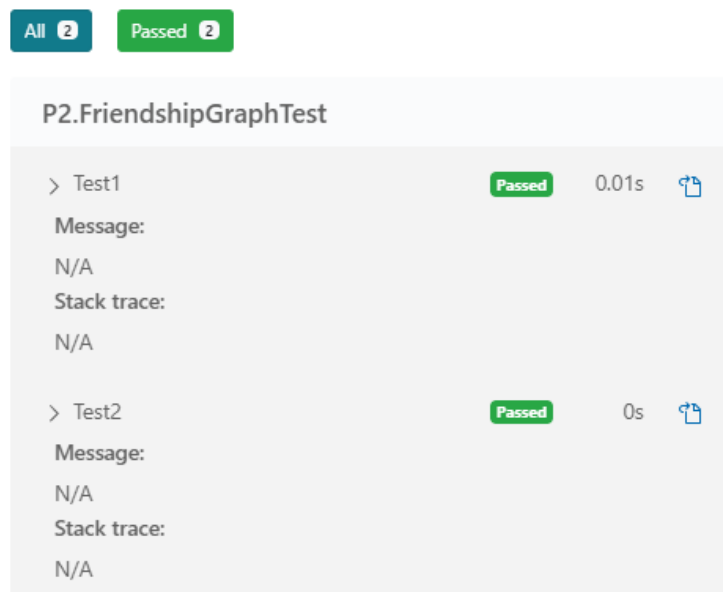 All 2 Passed 2
P2.FriendshipGraphTest
Test1 Passed 0.01s
Message:
N/A
Stack trace:
N/A
Test2 Passed 0s
Message:
N/A
Stack trace:
N/A